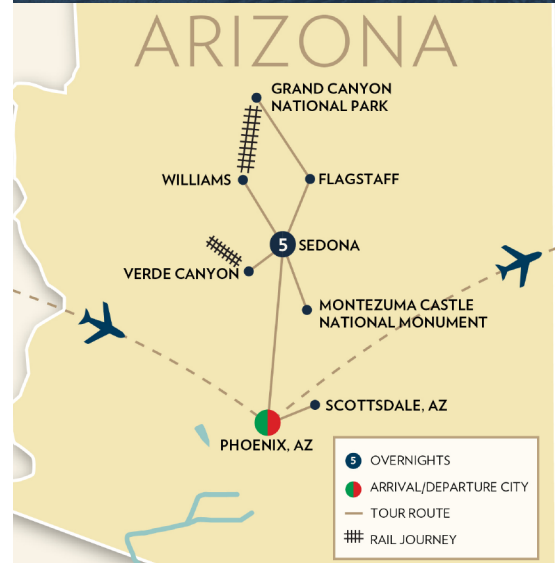 ARIZONA
GRAND CANYON
NATIONAL PARK
WILLIAMS
FLAGSTAFF
5 SEDONA
VERDE CANYON
MONTEZUMA CASTLE
NATIONAL MONUMENT
SCOTTSDALE, AZ
PHOENIX, AZ
5 OVERNIGHTS
ARRIVAL/DEPARTURE CITY
TOUR ROUTE
RAIL JOURNEY